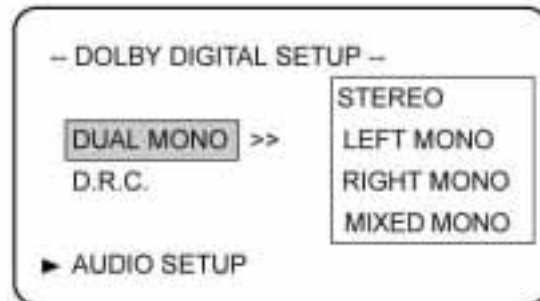 -- DOLBY DIGITAL SETUP --
DUAL MONO >>
D.R.C.
STEREO
LEFT MONO
RIGHT MONO
MIXED MONO
► AUDIO SETUP